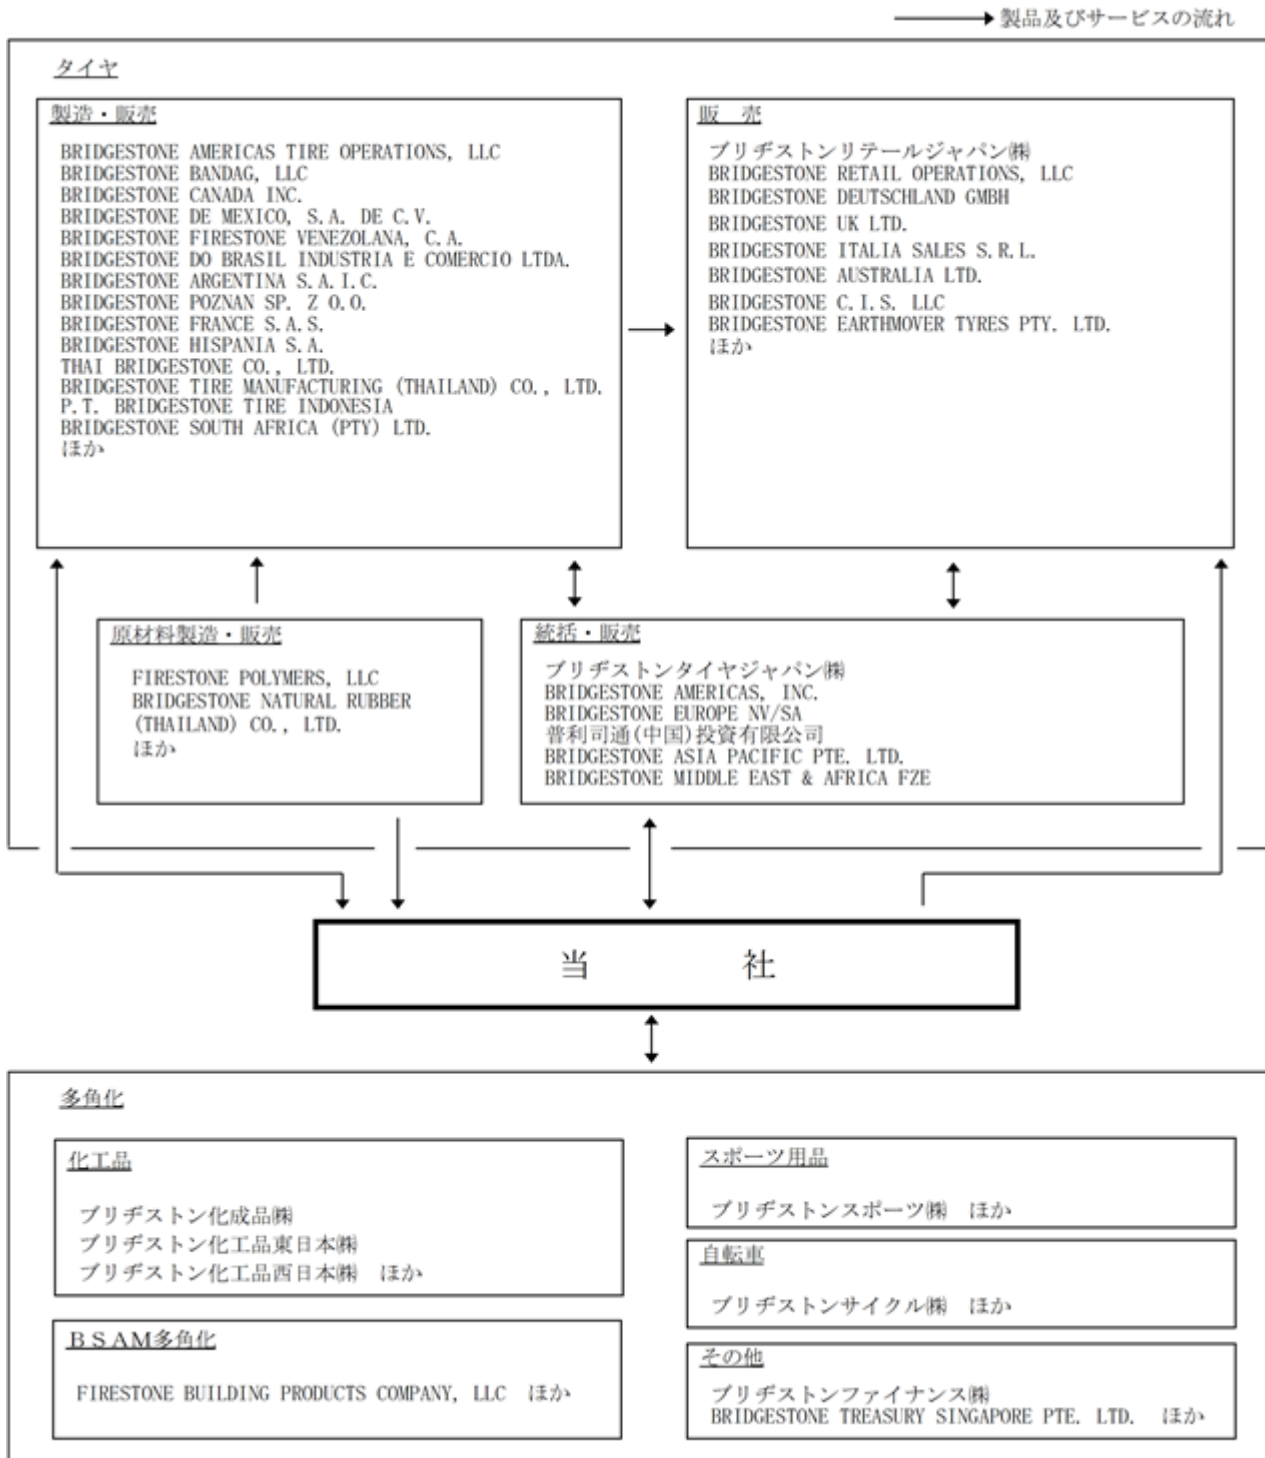 製品及びサービスの流れ
タイヤ
製造・販売
BRIDGESTONE AMERICAS TIRE OPERATIONS, LLC
BRIDGESTONE BANDAG, LLC
BRIDGESTONE CANADA INC.
BRIDGESTONE DE MEXICO, S.A. DE C.V.
BRIDGESTONE FIRESTONE VENEZOLANA, C.A.
BRIDGESTONE DO BRASIL INDUSTRIA E COMERCIO LTDA.
BRIDGESTONE ARGENTINA S.A.I.C.
BRIDGESTONE POZNAN SP. Z O.O.
BRIDGESTONE FRANCE S.A.S.
BRIDGESTONE HISPANIA S.A.
THAI BRIDGESTONE CO., LTD.
BRIDGESTONE TIRE MANUFACTURING (THAILAND) CO., LTD.
P.T. BRIDGESTONE TIRE INDONESIA
BRIDGESTONE SOUTH AFRICA (PTY) LTD.
ほか
販　売
ブリヂストンリテールジャパン㈱
BRIDGESTONE RETAIL OPERATIONS, LLC
BRIDGESTONE DEUTSCHLAND GMBH
BRIDGESTONE UK LTD.
BRIDGESTONE ITALIA SALES S.R.L.
BRIDGESTONE AUSTRALIA LTD.
BRIDGESTONE C.I.S. LLC
BRIDGESTONE EARTHMOVER TYRES PTY. LTD.
ほか
原材料製造・販売
FIRESTONE POLYMERS, LLC
BRIDGESTONE NATURAL RUBBER
(THAILAND) CO., LTD.
ほか
統括・販売
ブリヂストンタイヤジャパン㈱
BRIDGESTONE AMERICAS, INC.
BRIDGESTONE EUROPE NV/SA
普利司通(中国)投資有限公司
BRIDGESTONE ASIA PACIFIC PTE. LTD.
BRIDGESTONE MIDDLE EAST & AFRICA FZE
当　社
多角化
化工品
ブリヂストン化成品㈱
ブリヂストン化工品東日本㈱
ブリヂストン化工品西日本㈱　ほか
ＢＳＡＭ多角化
FIRESTONE BUILDING PRODUCTS COMPANY, LLC　ほか
スポーツ用品
ブリヂストンスポーツ㈱　ほか
自転車
ブリヂストンサイクル㈱　ほか
その他
ブリヂストンファイナンス㈱
BRIDGESTONE TREASURY SINGAPORE PTE. LTD.　ほか